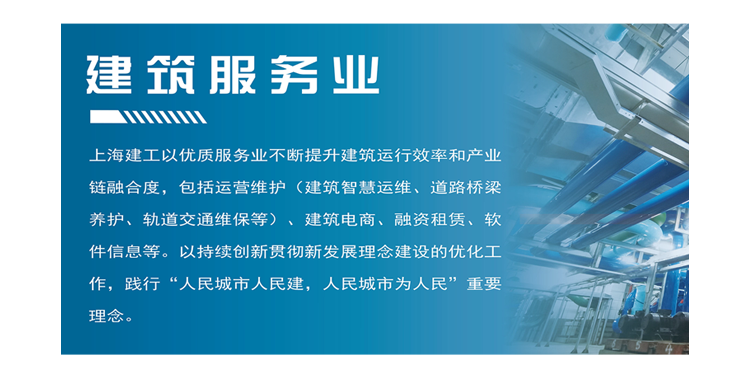 建筑服务业
上海建工以优质服务业不断提升建筑运行效率和产业
链融合度，包括运营维护（建筑智慧运维、道路桥梁
养护、轨道交通维保等）、建筑电商、融资租赁、软
件信息等。以持续创新贯彻新发展理念建设的优化工
作，践行“人民城市人民建，人民城市为人民”重要
理念。